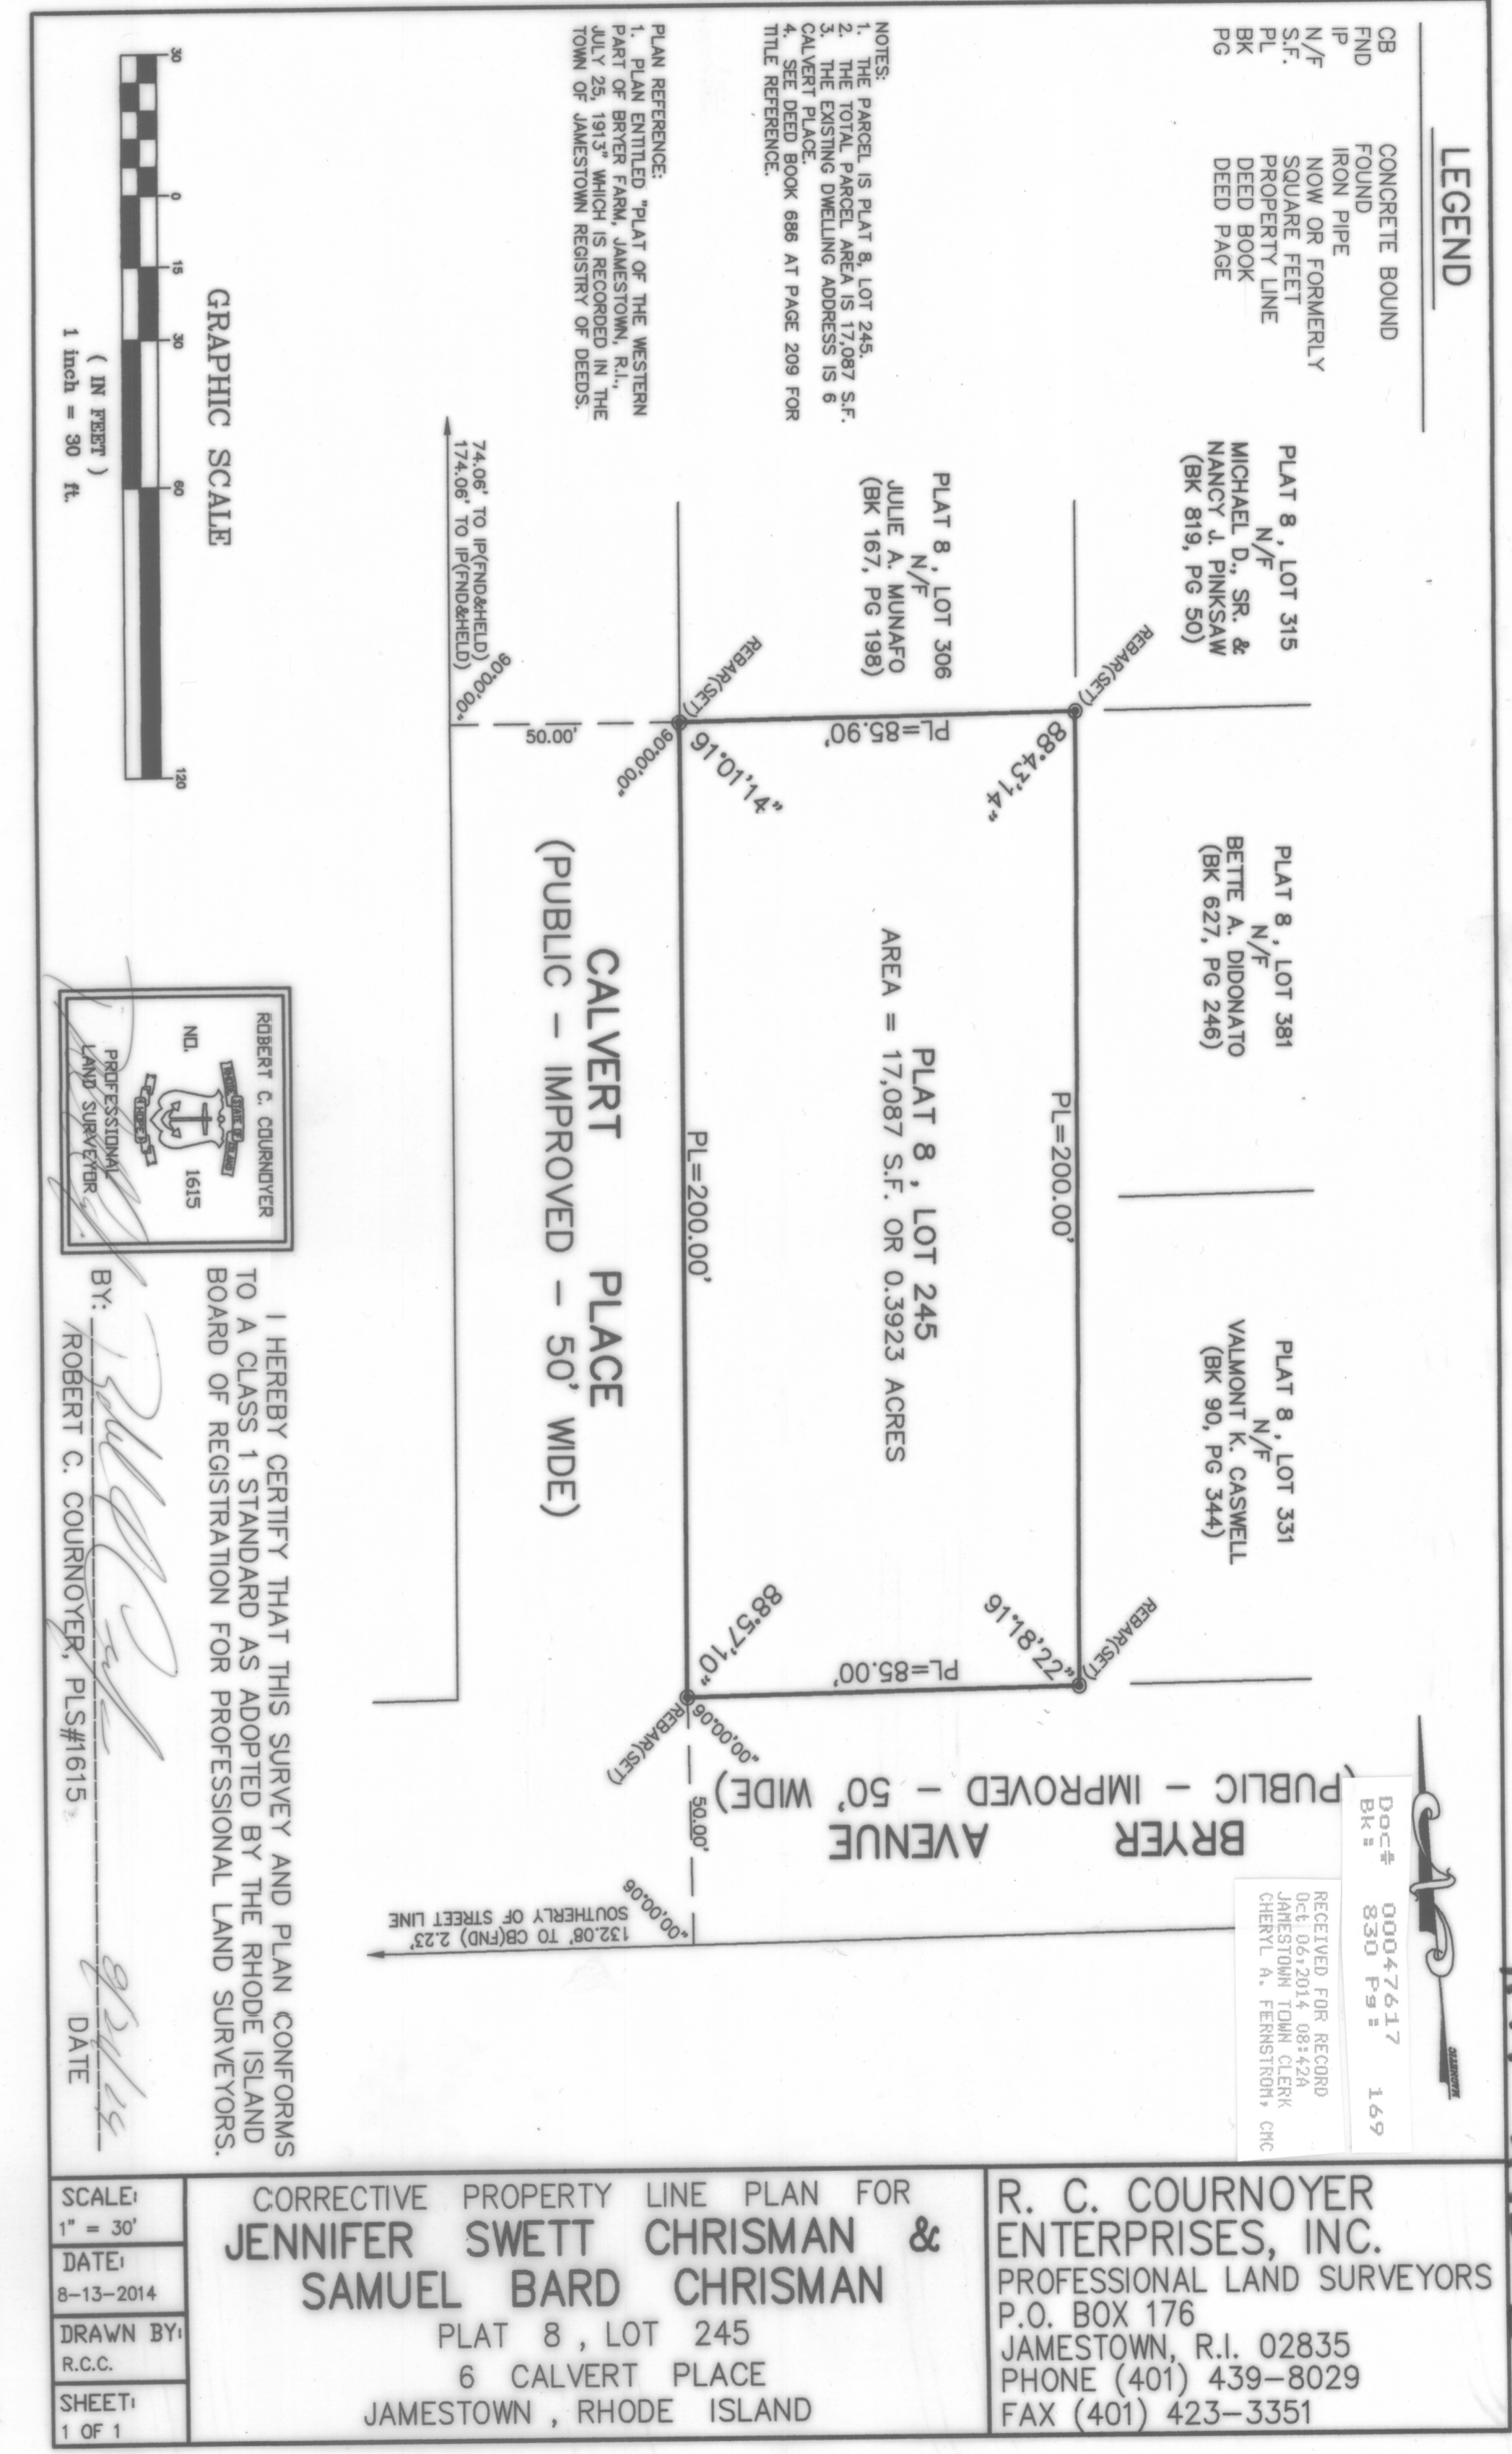 LEGEND
CB CONCRETE BOUND
FND FOUND
IP IRON PIPE
N/F NOW OR FORMERLY
S.F. SQUARE FEET
PL PROPERTY LINE
BK DEED BOOK
PG DEED PAGE
NOTES:
1. THE PARCEL IS PLAT 8, LOT 245.
2. THE TOTAL PARCEL AREA IS 17,087 S.F.
3. THE EXISTING DWELLING ADDRESS IS 6
CALVERT PLACE.
4. SEE DEED BOOK 686 AT PAGE 209 FOR
TITLE REFERENCE.
PLAN REFERENCE:
1. PLAN ENTITLED "PLAT OF THE WESTERN
PART OF BRYER FARM, JAMESTOWN, R.I.,
JULY 25, 1913" WHICH IS RECORDED IN THE
TOWN OF JAMESTOWN REGISTRY OF DEEDS.
GRAPHIC SCALE
30 0 15 30 60 120
( IN FEET )
1 inch = 30 ft.
PLAT 8 , LOT 315
N/F
MICHAEL D., SR. &
NANCY J. PINKSAW
(BK 819, PG 50)
PLAT 8 , LOT 381
N/F
BETTE A. DIDONATO
(BK 627, PG 246)
PLAT 8 , LOT 331
N/F
VALMONT K. CASWELL
(BK 90, PG 344)
PLAT 8 , LOT 306
N/F
JULIE A. MUNAFO
(BK 167, PG 198)
REBAR(SET)
88°43'14"
PL=200.00'
REBAR(SET)
91°18'22"
PL=85.90'
PLAT 8 , LOT 245
AREA = 17,087 S.F. OR 0.3923 ACRES
PL=85.00'
REBAR(SET)
91°01'14"
90°00'00"
PL=200.00'
88°57'10"
90°00'00"
REBAR(SET)
50.00'
50.00'
90°00'00"
90°00'00"
74.06' TO IP(FND&HELD)
174.06' TO IP(FND&HELD)
CALVERT PLACE
(PUBLIC - IMPROVED - 50' WIDE)
BRYER AVENUE
(PUBLIC - IMPROVED - 50' WIDE)
132.08' TO CB(FND) 2.23'
SOUTHERLY OF STREET LINE
MAGNETIC
Doc# 00047617
Bk: 830 Pg: 169
RECEIVED FOR RECORD
Oct 06,2014 08:42A
JAMESTOWN TOWN CLERK
CHERYL A. FERNSTROM, CMC
ROBERT C. COURNOYER
STATE OF
RHODE ISLAND
HOPE
NO. 1615
PROFESSIONAL
LAND SURVEYOR
I HEREBY CERTIFY THAT THIS SURVEY AND PLAN CONFORMS
TO A CLASS 1 STANDARD AS ADOPTED BY THE RHODE ISLAND
BOARD OF REGISTRATION FOR PROFESSIONAL LAND SURVEYORS.
BY:
ROBERT C. COURNOYER, PLS#1615 DATE
SCALE:
1" = 30'
DATE:
8-13-2014
DRAWN BY:
R.C.C.
SHEET:
1 OF 1
CORRECTIVE PROPERTY LINE PLAN FOR
JENNIFER SWETT CHRISMAN &
SAMUEL BARD CHRISMAN
PLAT 8 , LOT 245
6 CALVERT PLACE
JAMESTOWN , RHODE ISLAND
R. C. COURNOYER
ENTERPRISES, INC.
PROFESSIONAL LAND SURVEYORS
P.O. BOX 176
JAMESTOWN, R.I. 02835
PHONE (401) 439-8029
FAX (401) 423-3351